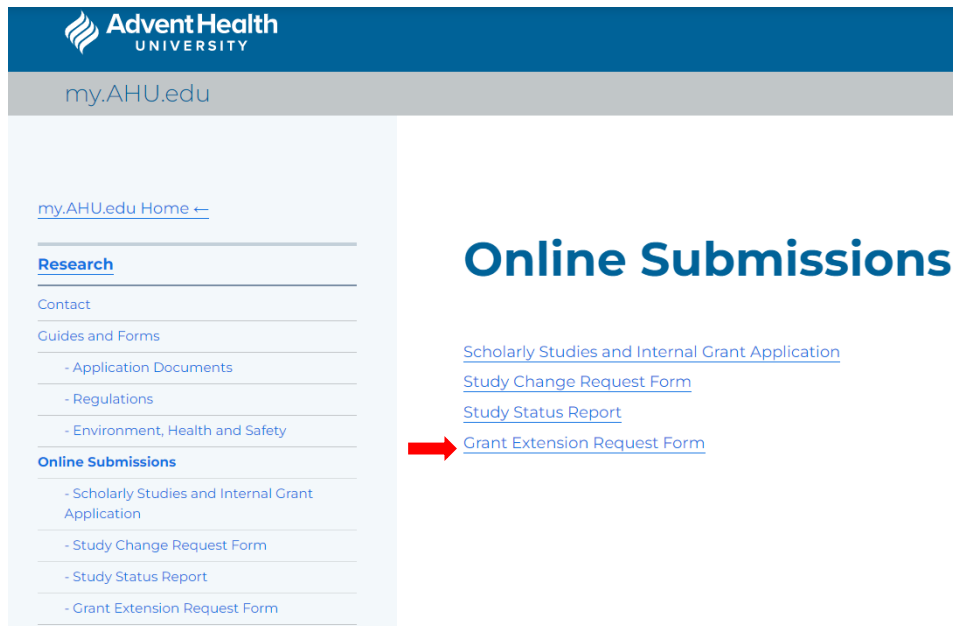 AdventHealth
UNIVERSITY
my.AHU.edu
my.AHU.edu Home ←
Research
Contact
Guides and Forms
- Application Documents
- Regulations
- Environment, Health and Safety
Online Submissions
- Scholarly Studies and Internal Grant
Application
- Study Change Request Form
- Study Status Report
- Grant Extension Request Form
Online Submissions
Scholarly Studies and Internal Grant Application
Study Change Request Form
Study Status Report
Grant Extension Request Form